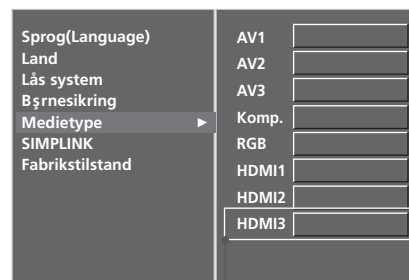 Sprog(Language)
Land
Lås system
Bşrnesikring
Medietype ►
SIMPLINK
Fabrikstilstand
AV1
AV2
AV3
Komp.
RGB
HDMI1
HDMI2
HDMI3